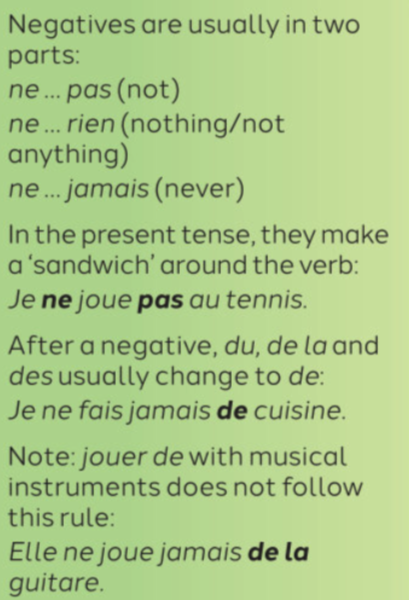 Negatives are usually in two
parts:
ne ... pas (not)
ne ... rien (nothing/not
anything)
ne ... jamais (never)
In the present tense, they make
a ‘sandwich’ around the verb:
Je ne joue pas au tennis.
After a negative, du, de la and
des usually change to de:
Je ne fais jamais de cuisine.
Note: jouer de with musical
instruments does not follow
this rule:
Elle ne joue jamais de la
guitare.